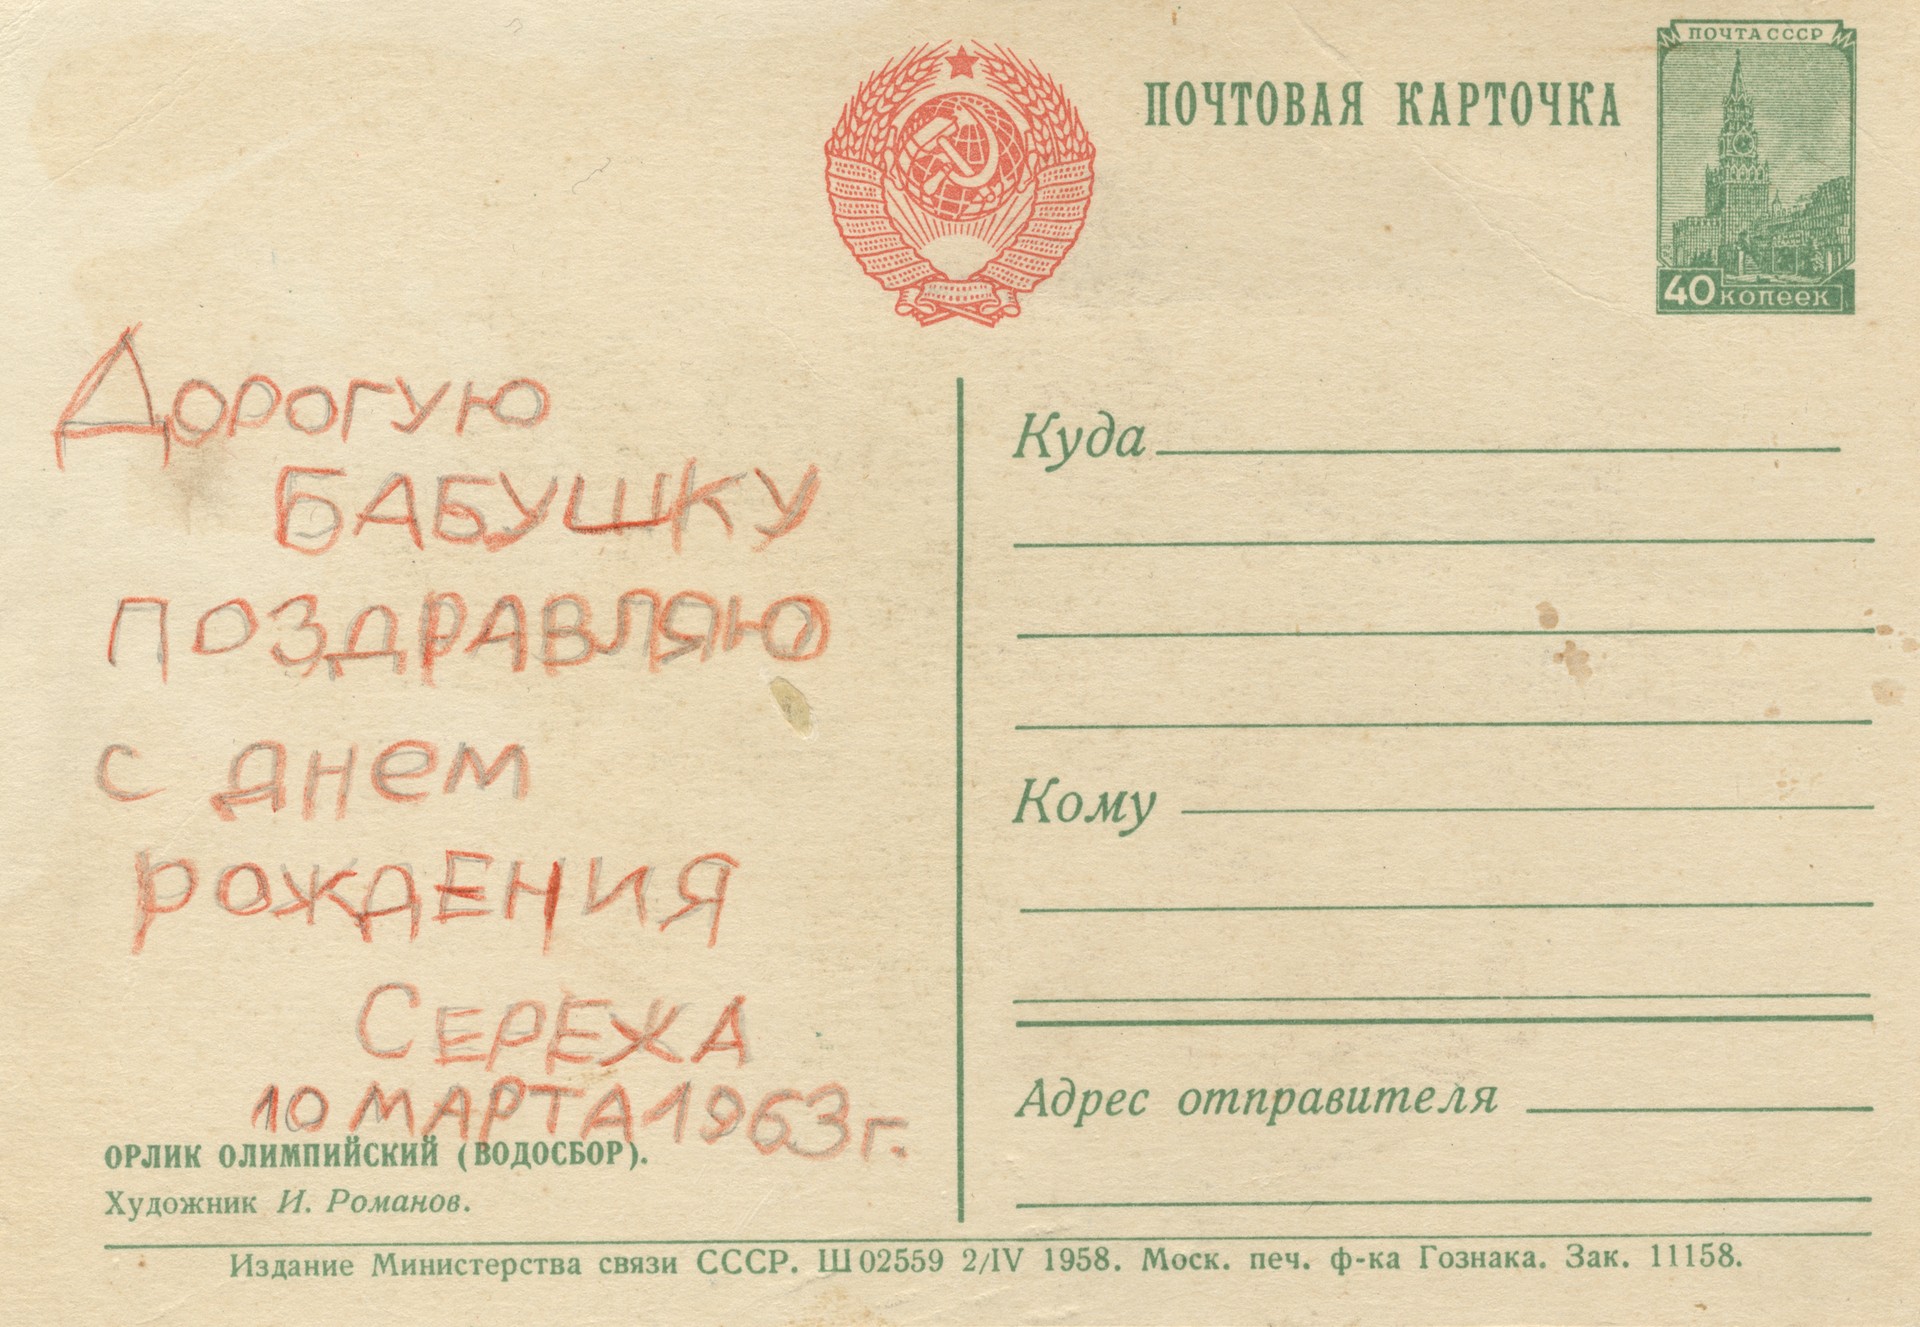 ПОЧТА СССР
ПОЧТОВАЯ КАРТОЧКА
40 копеек
Дорогую
БАБУШКУ
ПОЗДРАВЛЯЮ
с днем
рождения
СЕРЕЖА
10 МАРТА 1963 г.
Куда
Кому
Адрес отправителя
ОРЛИК ОЛИМПИЙСКИЙ (ВОДОСБОР).
Художник И. Романов.
Издание Министерства связи СССР. Ш 02559 2/IV 1958. Моск. печ. ф-ка Гознака. Зак. 11158.